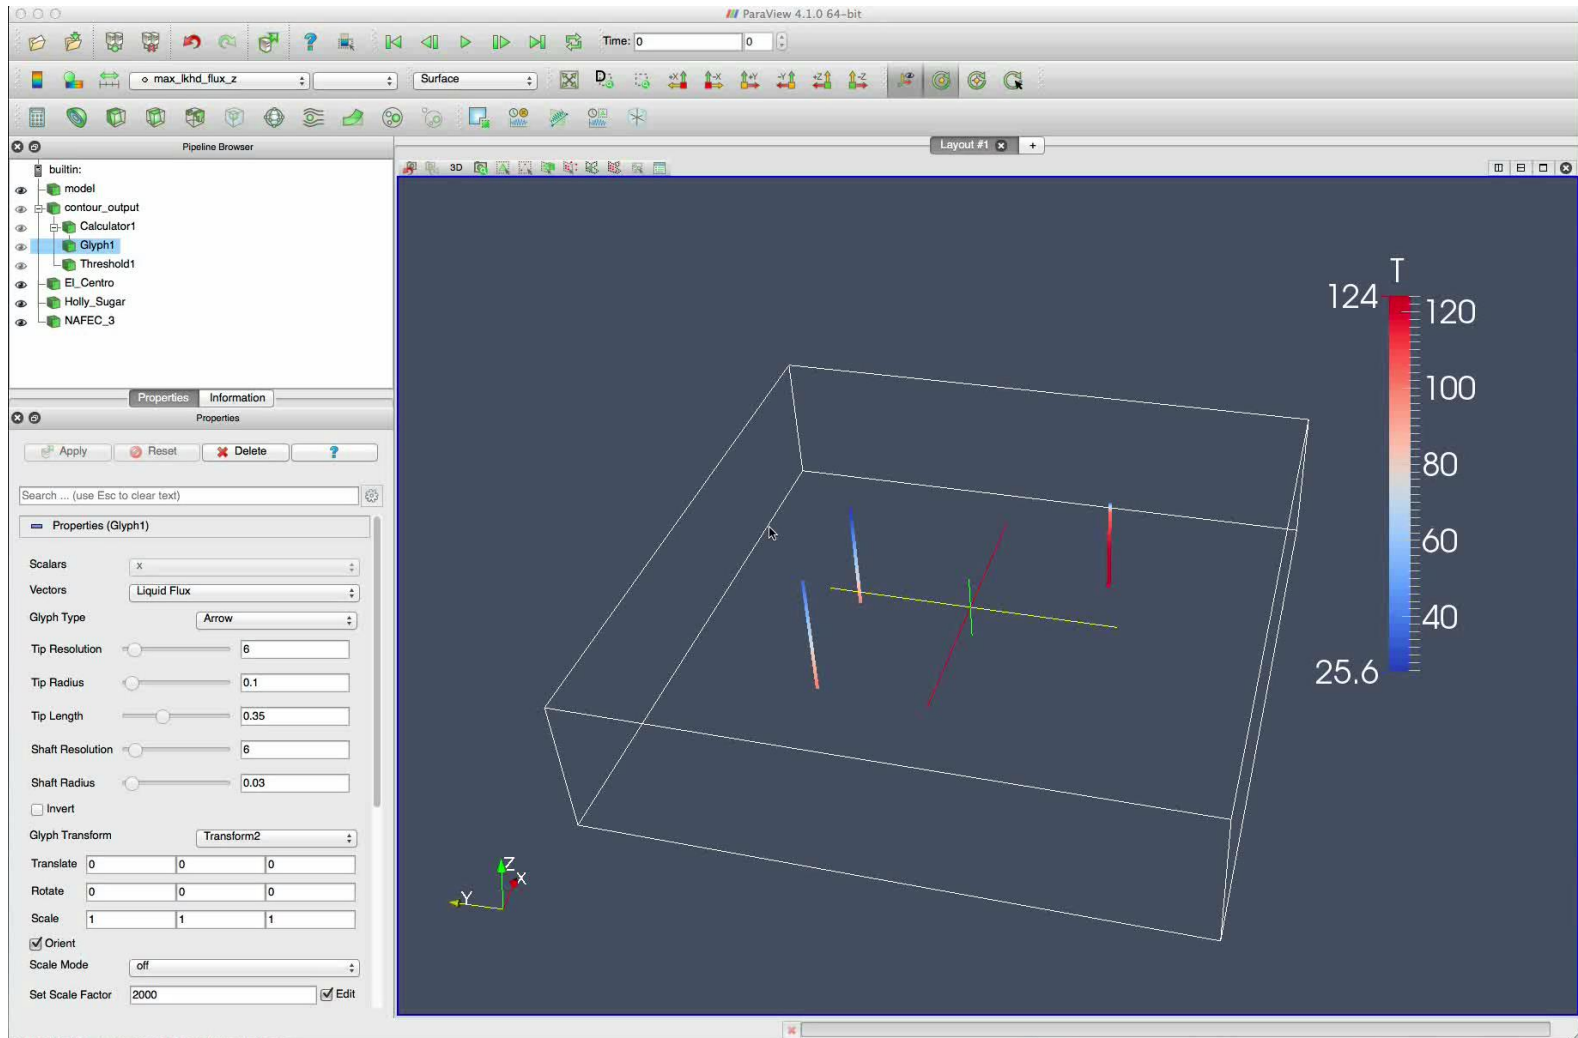 ParaView 4.1.0 64-bit
Time: 0 0
max_lkhd_flux_z Surface
D +X -X +Y -Y +Z -Z
Pipeline Browser
Layout #1 +
3D
builtin:
model
contour_output
Calculator1
Glyph1
Threshold1
El_Centro
Holly_Sugar
NAFEC_3
Properties Information
Properties
Apply Reset Delete ?
Search ... (use Esc to clear text)
Properties (Glyph1)
Scalars x
Vectors Liquid Flux
Glyph Type Arrow
Tip Resolution 6
Tip Radius 0.1
Tip Length 0.35
Shaft Resolution 6
Shaft Radius 0.03
Invert
Glyph Transform Transform2
Translate 0 0 0
Rotate 0 0 0
Scale 1 1 1
Orient
Scale Mode off
Set Scale Factor 2000 Edit
T
124
120
100
80
60
40
25.6
Z
X
Y